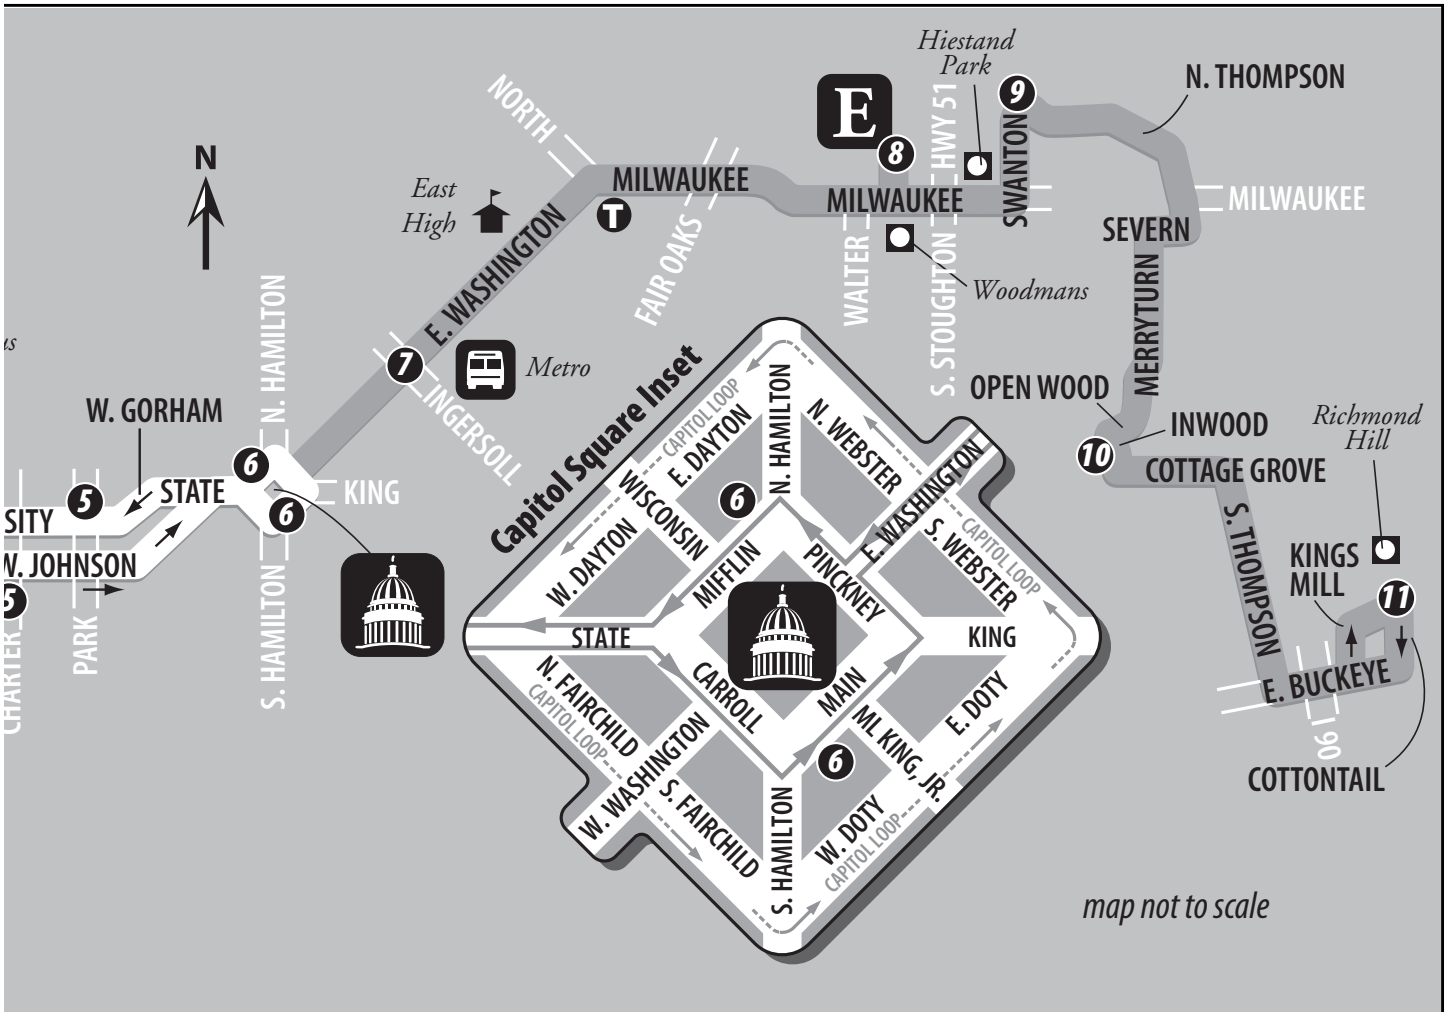 Hiestand
Park
9
N. THOMPSON
NORTH
E
8
HWY 51
N
East
High
MILWAUKEE
T
MILWAUKEE
SWANTON
MILWAUKEE
SEVERN
E. WASHINGTON
FAIR OAKS
WALTER
S. STOUGHTON
Woodmans
MERRYTURN
N. HAMILTON
7
Metro
INGERSOLL
W. GORHAM
OPEN WOOD
INWOOD
10
COTTAGE GROVE
Richmond
Hill
5
STATE
6
6
KING
SITY
W. JOHNSON
5
CHARTER
PARK
S. HAMILTON
S. THOMPSON
KINGS
MILL
11
E. BUCKEYE
I 90
COTTONTAIL
Capitol Square Inset
CAPITOL LOOP
E. DAYTON
N. HAMILTON
N. WEBSTER
WISCONSIN
6
E. WASHINGTON
W. DAYTON
MIFFLIN
PINCKNEY
S. WEBSTER
CAPITOL LOOP
STATE
KING
N. FAIRCHILD
CAPITOL LOOP
CARROLL
MAIN
W. WASHINGTON
ML KING, JR.
E. DOTY
6
S. FAIRCHILD
S. HAMILTON
W. DOTY
CAPITOL LOOP
map not to scale